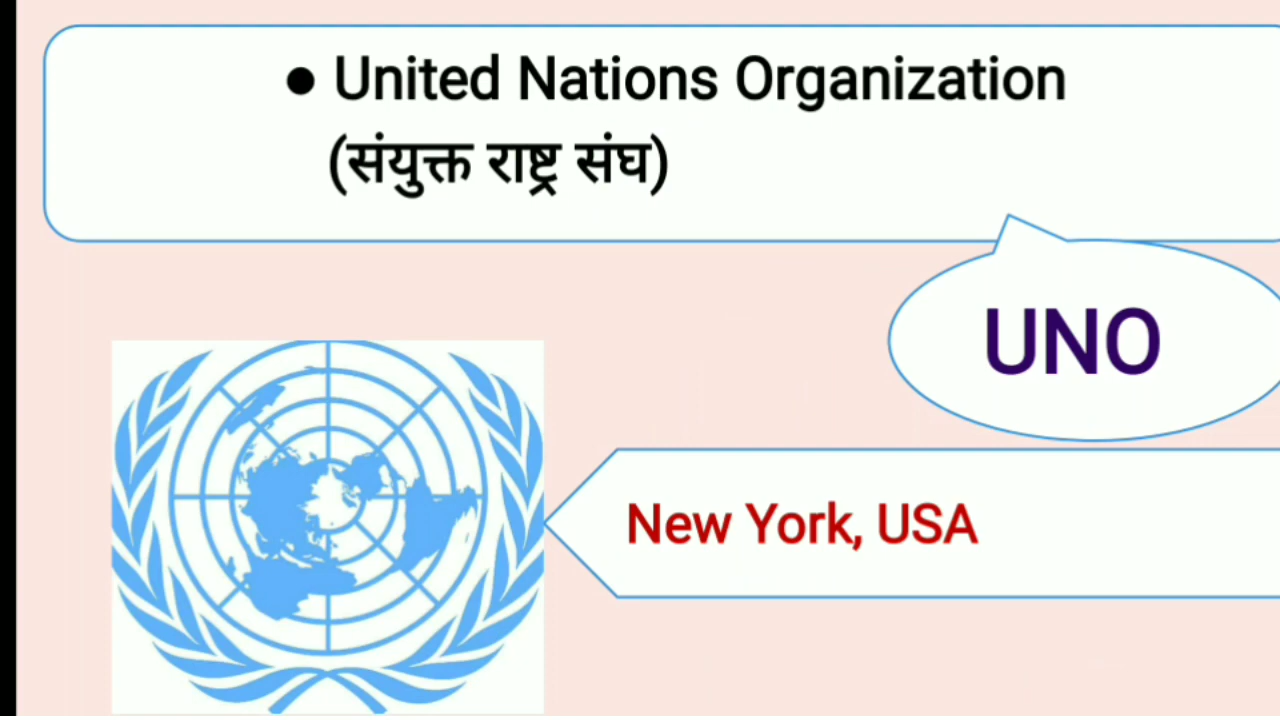 ● United Nations Organization
(संयुक्त राष्ट्र संघ)
UNO
New York, USA